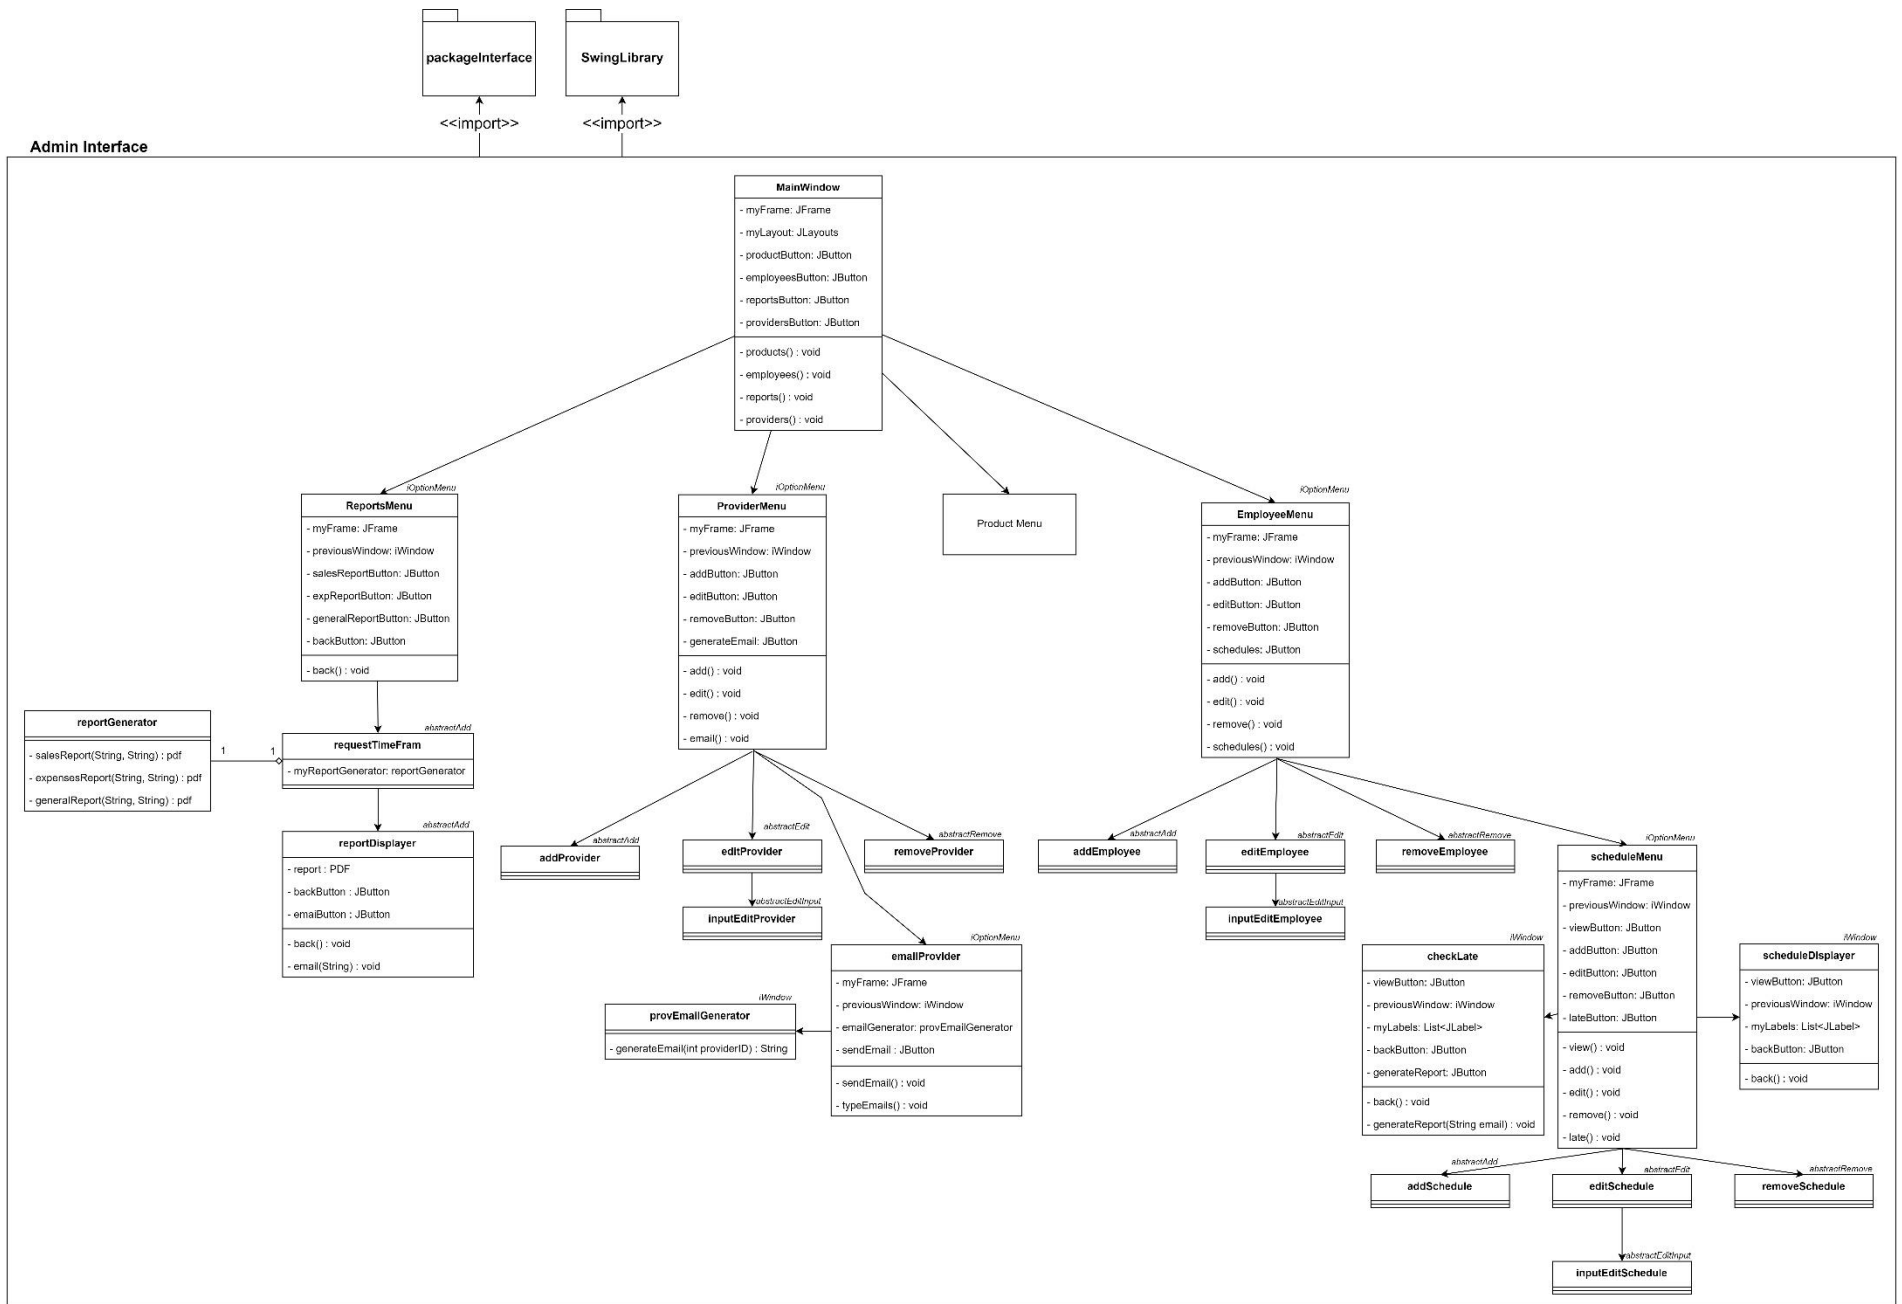 packageInterface
SwingLibrary
<<import>>
<<import>>
Admin Interface
MainWindow
- myFrame: JFrame
- myLayout: JLayouts
- productButton: JButton
- employeesButton: JButton
- reportsButton: JButton
- providersButton: JButton
- products() : void
- employees() : void
- reports() : void
- providers() : void
iOptionMenu
ReportsMenu
- myFrame: JFrame
- previousWindow: iWindow
- salesReportButton: JButton
- expReportButton: JButton
- generalReportButton: JButton
- backButton: JButton
- back() : void
iOptionMenu
ProviderMenu
- myFrame: JFrame
- previousWindow: iWindow
- addButton: JButton
- editButton: JButton
- removeButton: JButton
- generateEmail: JButton
- add() : void
- edit() : void
- remove() : void
- email() : void
Product Menu
iOptionMenu
EmployeeMenu
- myFrame: JFrame
- previousWindow: iWindow
- addButton: JButton
- editButton: JButton
- removeButton: JButton
- schedules: JButton
- add() : void
- edit() : void
- remove() : void
- schedules() : void
reportGenerator
- salesReport(String, String) : pdf
- expensesReport(String, String) : pdf
- generalReport(String, String) : pdf
1
1
abstractAdd
requestTimeFram
- myReportGenerator: reportGenerator
abstractAdd
reportDisplayer
- report : PDF
- backButton : JButton
- emaiButton : JButton
- back() : void
- email(String) : void
abstractAdd
addProvider
abstractEdit
editProvider
abstractRemove
removeProvider
abstractEditInput
inputEditProvider
iOptionMenu
emailProvider
- myFrame: JFrame
- previousWindow: iWindow
- emailGenerator: provEmailGenerator
- sendEmail : JButton
- sendEmail() : void
- typeEmails() : void
iWindow
provEmailGenerator
- generateEmail(int providerID) : String
abstractAdd
addEmployee
abstractEdit
editEmployee
abstractRemove
removeEmployee
abstractEditInput
inputEditEmployee
iOptionMenu
scheduleMenu
- myFrame: JFrame
- previousWindow: iWindow
- viewButton: JButton
- addButton: JButton
- editButton: JButton
- removeButton: JButton
- lateButton: JButton
- view() : void
- add() : void
- edit() : void
- remove() : void
- late() : void
iWindow
checkLate
- viewButton: JButton
- previousWindow: iWindow
- myLabels: List<JLabel>
- backButton: JButton
- generateReport: JButton
- back() : void
- generateReport(String email) : void
iWindow
scheduleDisplayer
- viewButton: JButton
- previousWindow: iWindow
- myLabels: List<JLabel>
- backButton: JButton
- back() : void
abstractAdd
addSchedule
abstractEdit
editSchedule
abstractRemove
removeSchedule
abstractEditInput
inputEditSchedule